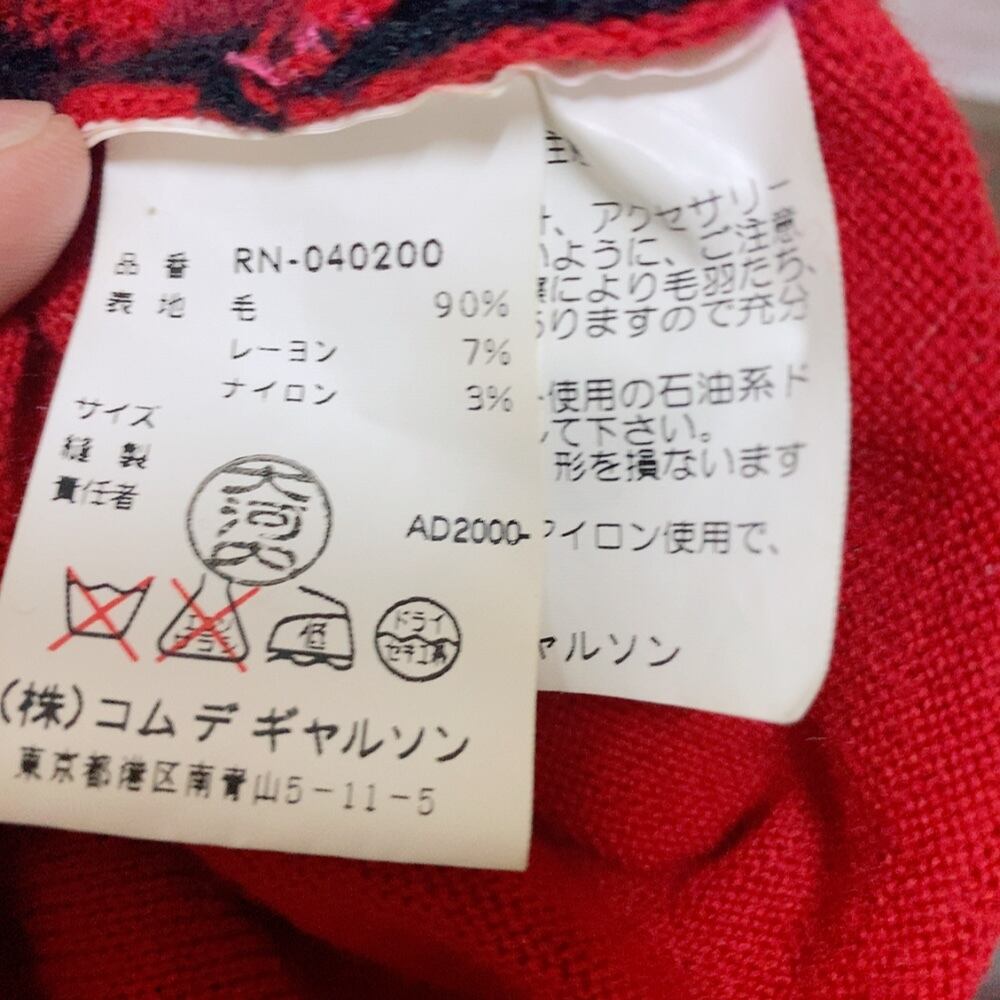 品番 RN-040200
表地 毛 90%
レーヨン 7%
ナイロン 3%
サイズ
縫製
責任者
大河内
AD2000-
低
ドライ
セキユ系
(株)コム デ ギャルソン
東京都港区南青山5-11-5
、アクセサリー
ように、ご注意
により毛羽たち、
りますので充分
使用の石油系ド
て下さい。
形を損ないます
イロン使用で、
ャルソン